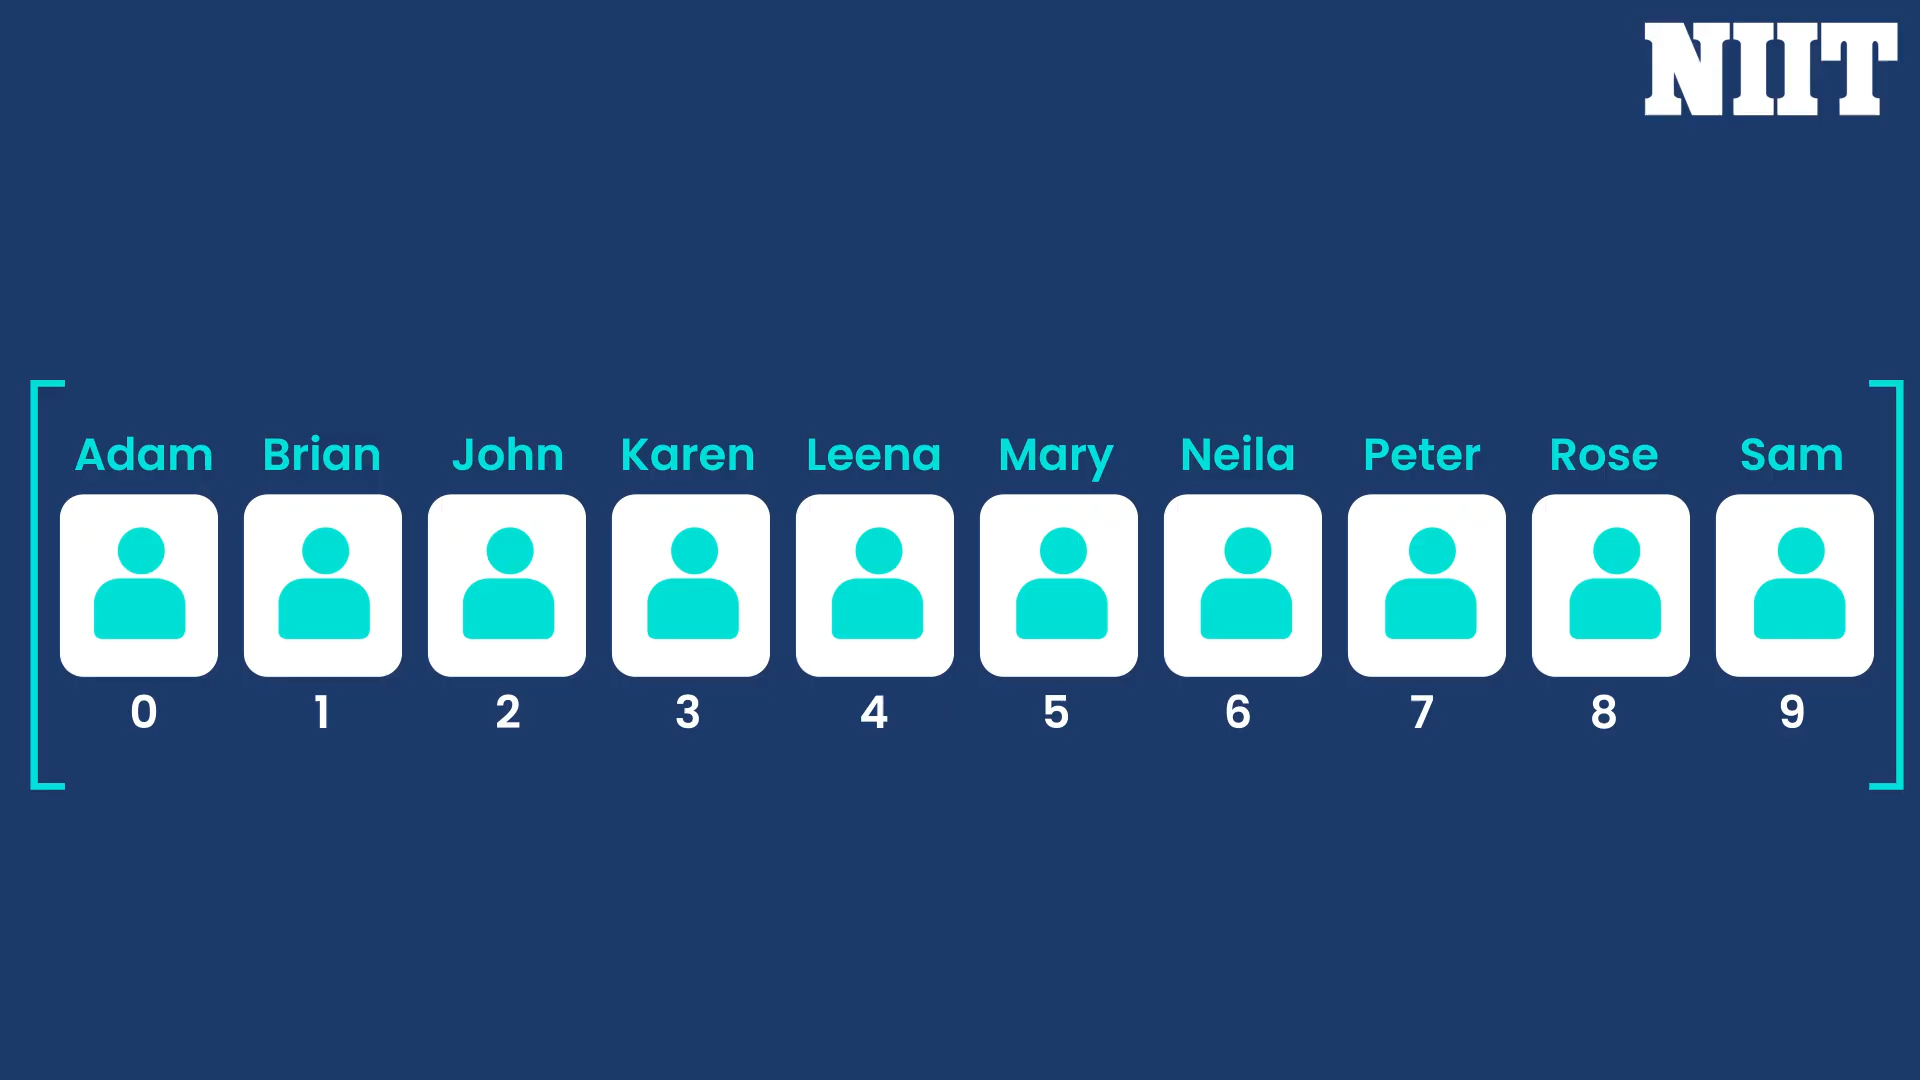 NIIT
Adam Brian John Karen Leena Mary Neila Peter Rose Sam
0 1 2 3 4 5 6 7 8 9